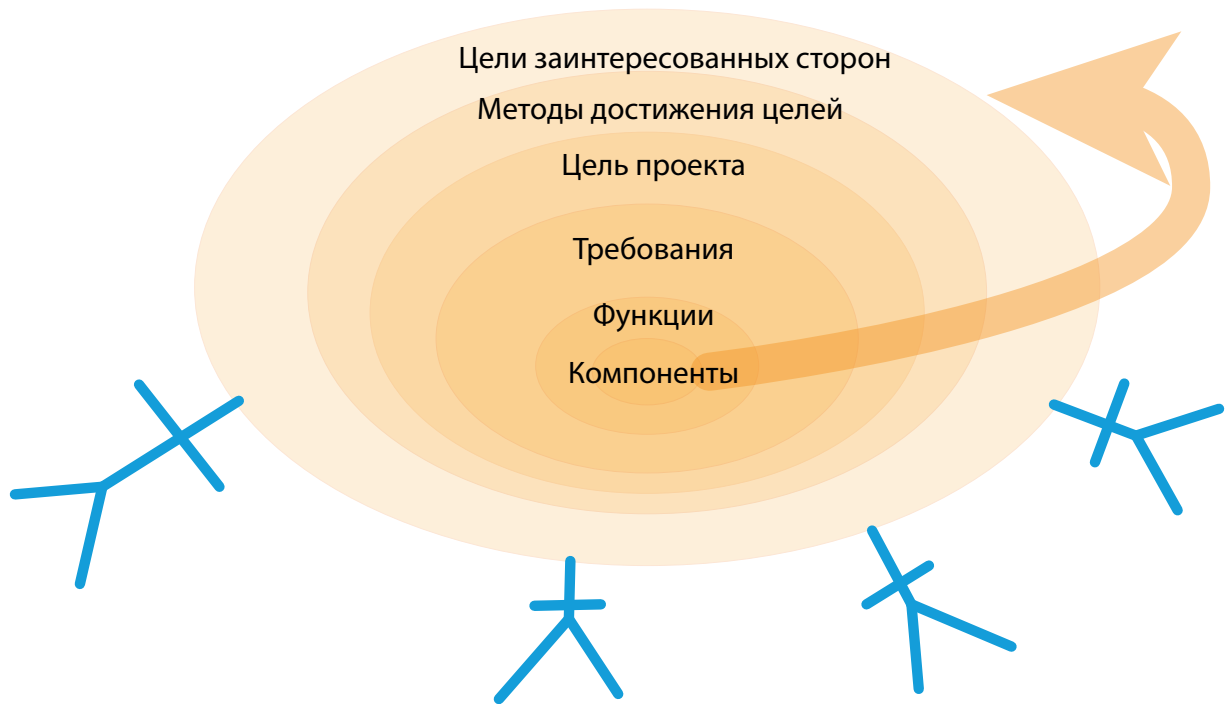 Цели заинтересованных сторон
Методы достижения целей
Цель проекта
Требования
Функции
Компоненты